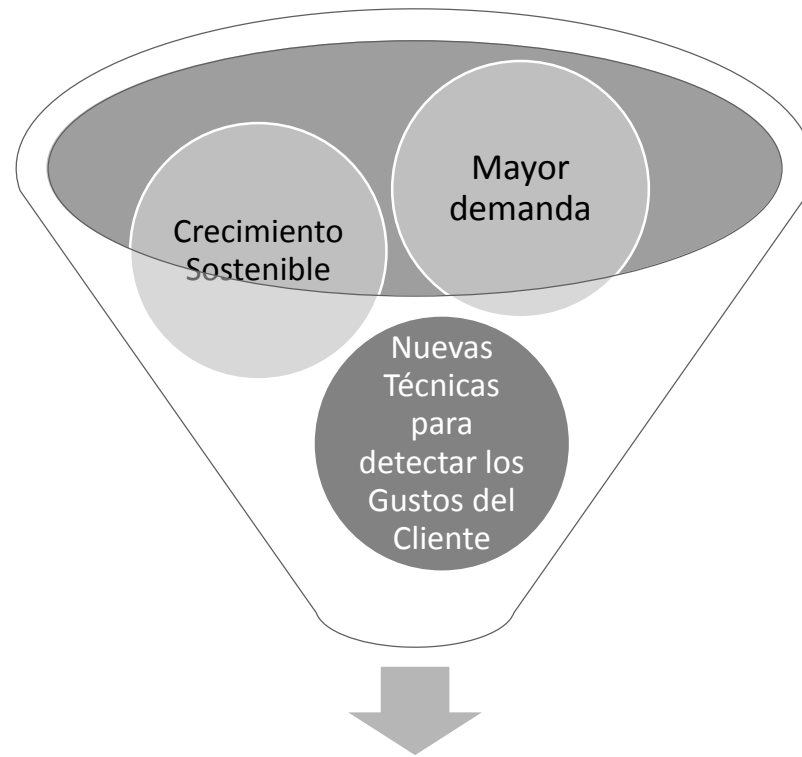 Mayor
demanda
Crecimiento
Sostenible
Nuevas
Técnicas
para
detectar los
Gustos del
Cliente